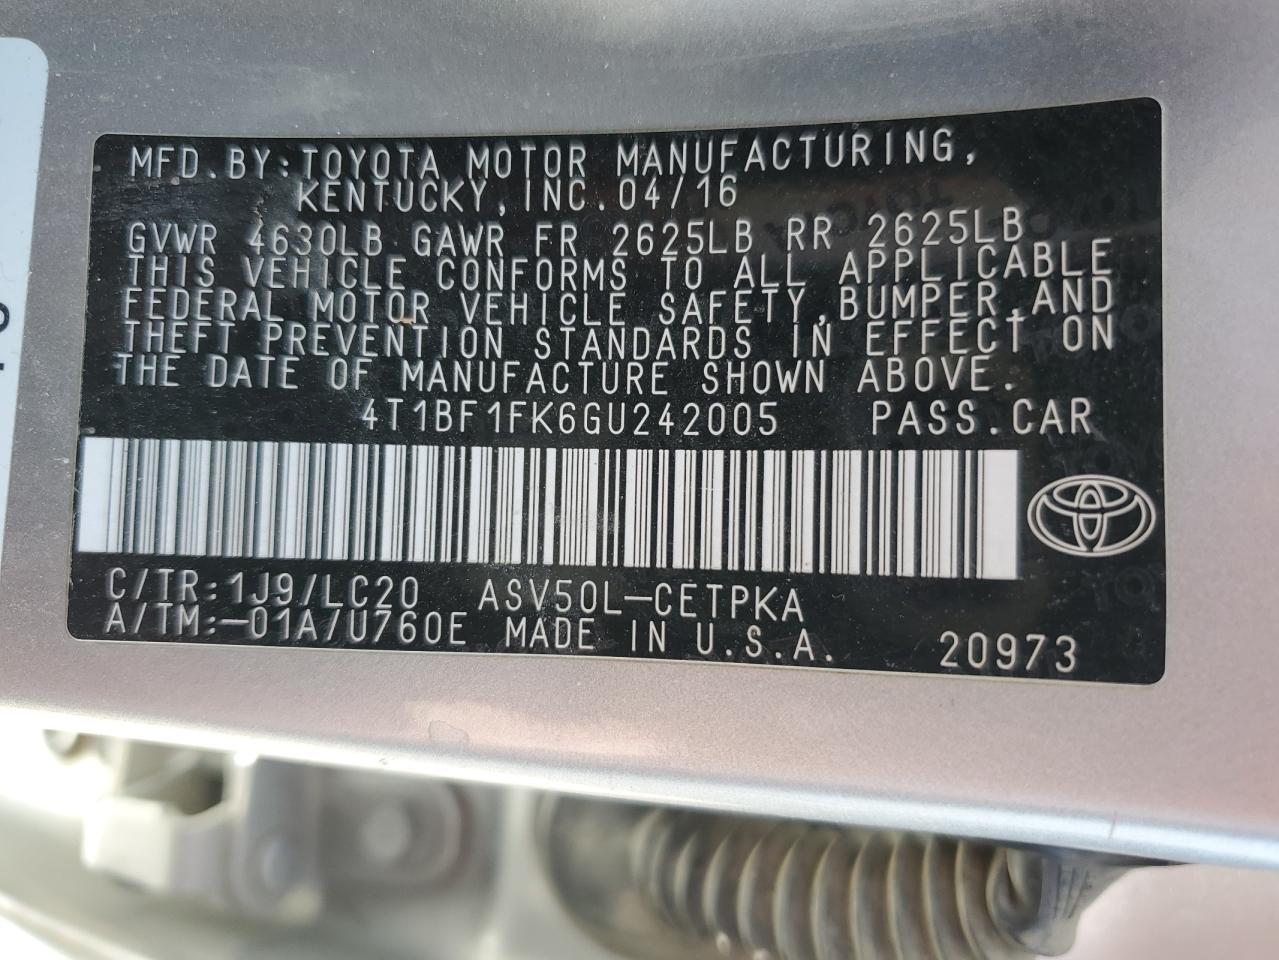 MFD.BY:TOYOTA MOTOR MANUFACTURING,
KENTUCKY,INC.04/16
GVWR 4630LB GAWR FR 2625LB RR 2625LB
THIS VEHICLE CONFORMS TO ALL APPLICABLE
FEDERAL MOTOR VEHICLE SAFETY,BUMPER,AND
THEFT PREVENTION STANDARDS IN EFFECT ON
THE DATE OF MANUFACTURE SHOWN ABOVE.
4T1BF1FK6GU242005 PASS.CAR
C/TR:1J9/LC20 ASV50L-CETPKA
A/TM:-01A/U760E MADE IN U.S.A. 20973